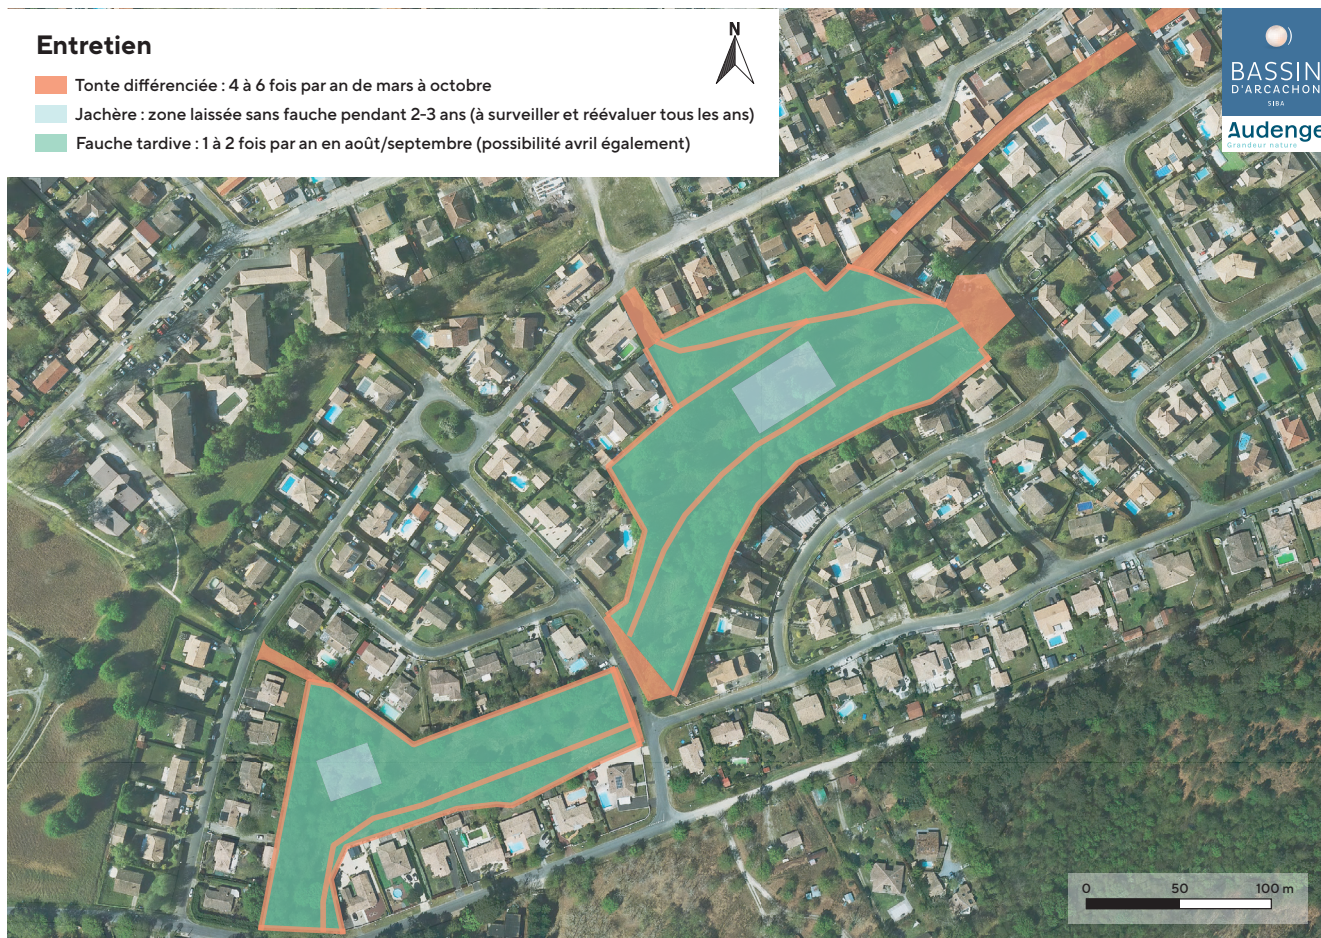 Entretien
Tonte différenciée : 4 à 6 fois par an de mars à octobre
Jachère : zone laissée sans fauche pendant 2-3 ans (à surveiller et réévaluer tous les ans)
Fauche tardive : 1 à 2 fois par an en août/septembre (possibilité avril également)
N
BASSIN
D'ARCACHON
SIBA
Audenge
Grandeur nature
0 50 100 m